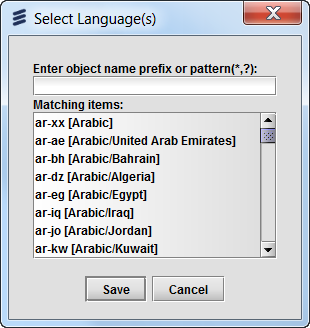 Select Language(s)
Enter object name prefix or pattern(*,?):
Matching items:
ar-xx [Arabic]
ar-ae [Arabic/United Arab Emirates]
ar-bh [Arabic/Bahrain]
ar-dz [Arabic/Algeria]
ar-eg [Arabic/Egypt]
ar-iq [Arabic/Iraq]
ar-jo [Arabic/Jordan]
ar-kw [Arabic/Kuwait]
Save Cancel